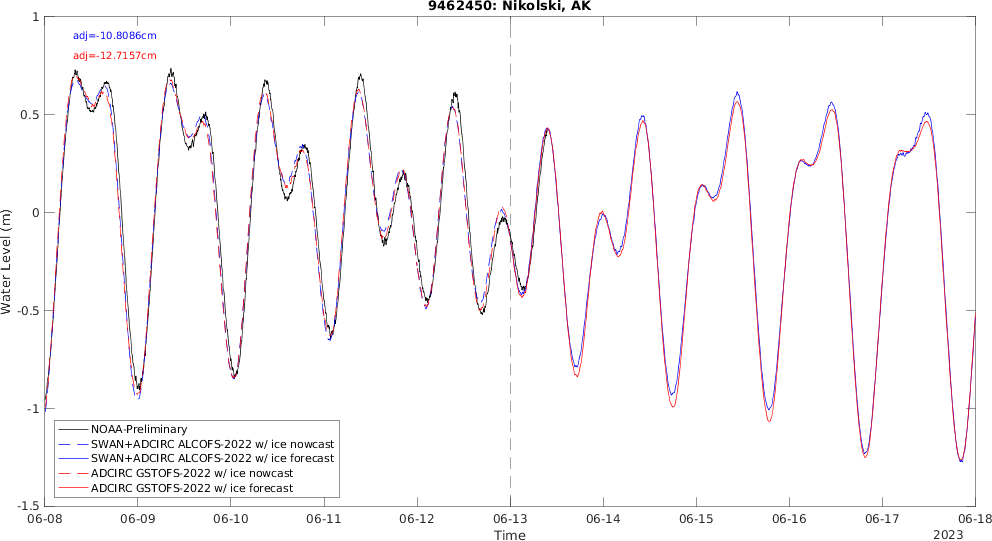 9462450: Nikolski, AK
adj=-10.8086cm
adj=-12.7157cm
Water Level (m)
1
0.5
0
-0.5
-1
-1.5
NOAA-Preliminary
SWAN+ADCIRC ALCOFS-2022 w/ ice nowcast
SWAN+ADCIRC ALCOFS-2022 w/ ice forecast
ADCIRC GSTOFS-2022 w/ ice nowcast
ADCIRC GSTOFS-2022 w/ ice forecast
06-08 06-09 06-10 06-11 06-12 06-13 06-14 06-15 06-16 06-17 06-18
Time
2023